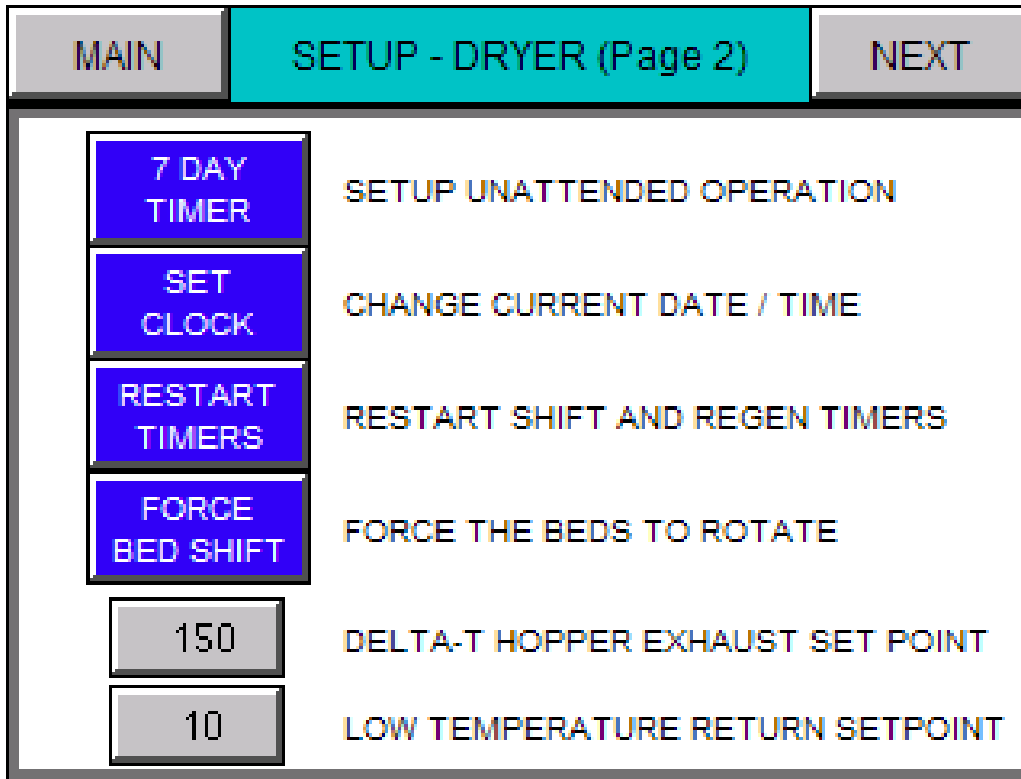 MAIN
SETUP - DRYER (Page 2)
NEXT
7 DAY
TIMER
SETUP UNATTENDED OPERATION
SET
CLOCK
CHANGE CURRENT DATE / TIME
RESTART
TIMERS
RESTART SHIFT AND REGEN TIMERS
FORCE
BED SHIFT
FORCE THE BEDS TO ROTATE
150
DELTA-T HOPPER EXHAUST SET POINT
10
LOW TEMPERATURE RETURN SETPOINT